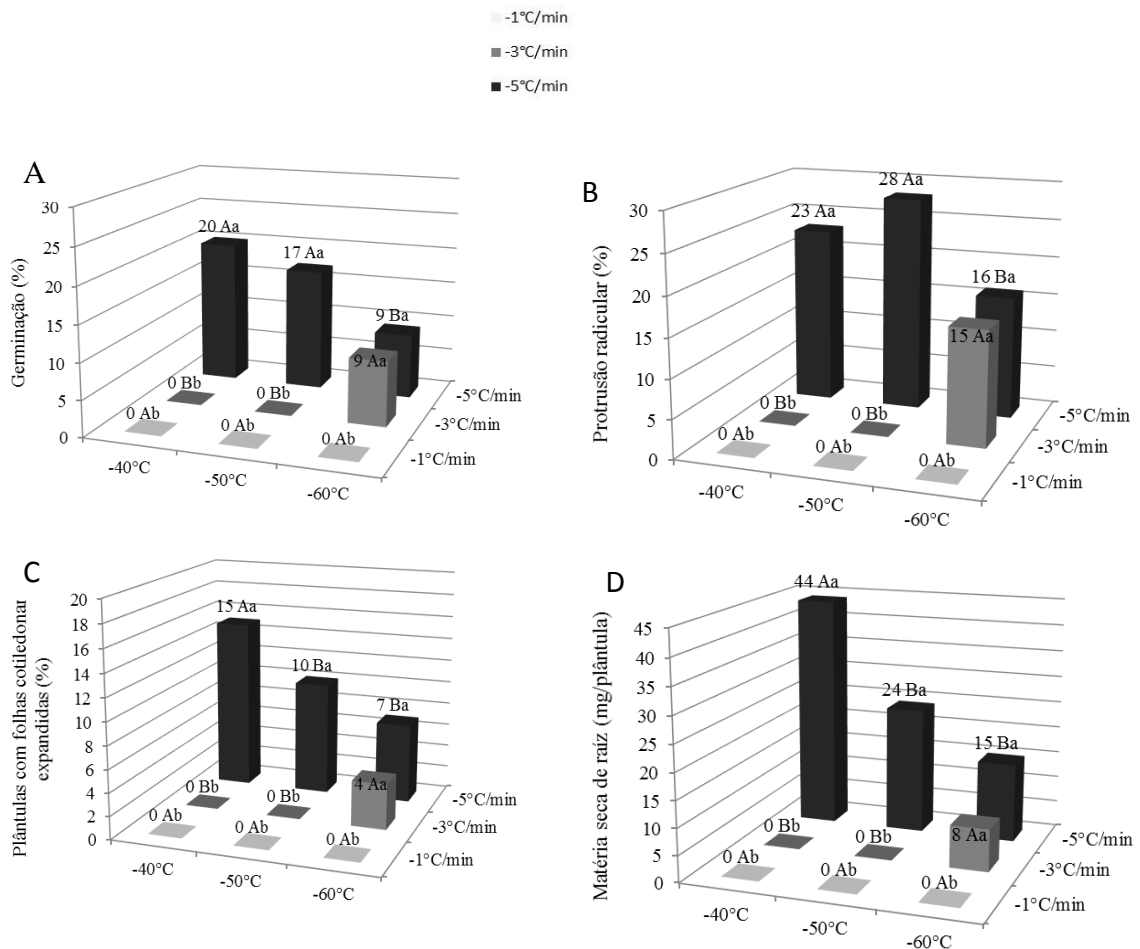 -1°C/min
-3°C/min
-5°C/min
A
Germinação (%)
30
25
20
15
10
5
0
20 Aa
17 Aa
9 Ba
9 Aa
0 Bb
0 Bb
0 Ab
0 Ab
0 Ab
-40°C
-50°C
-60°C
-5°C/min
-3°C/min
-1°C/min
B
Protrusão radicular (%)
30
25
20
15
10
5
0
23 Aa
28 Aa
16 Ba
15 Aa
0 Bb
0 Bb
0 Ab
0 Ab
0 Ab
-40°C
-50°C
-60°C
-5°C/min
-3°C/min
-1°C/min
C
Plântulas com folhas cotiledonar
expandidas (%)
20
18
16
14
12
10
8
6
4
2
0
15 Aa
10 Ba
7 Ba
4 Aa
0 Bb
0 Bb
0 Ab
0 Ab
0 Ab
-40°C
-50°C
-60°C
-5°C/min
-3°C/min
-1°C/min
D
Matéria seca de raíz (mg/plântula)
45
45
40
35
30
25
20
15
10
5
0
44 Aa
24 Ba
15 Ba
8 Aa
0 Bb
0 Bb
0 Ab
0 Ab
0 Ab
-40°C
-50°C
-60°C
-5°C/min
-3°C/min
-1°C/min